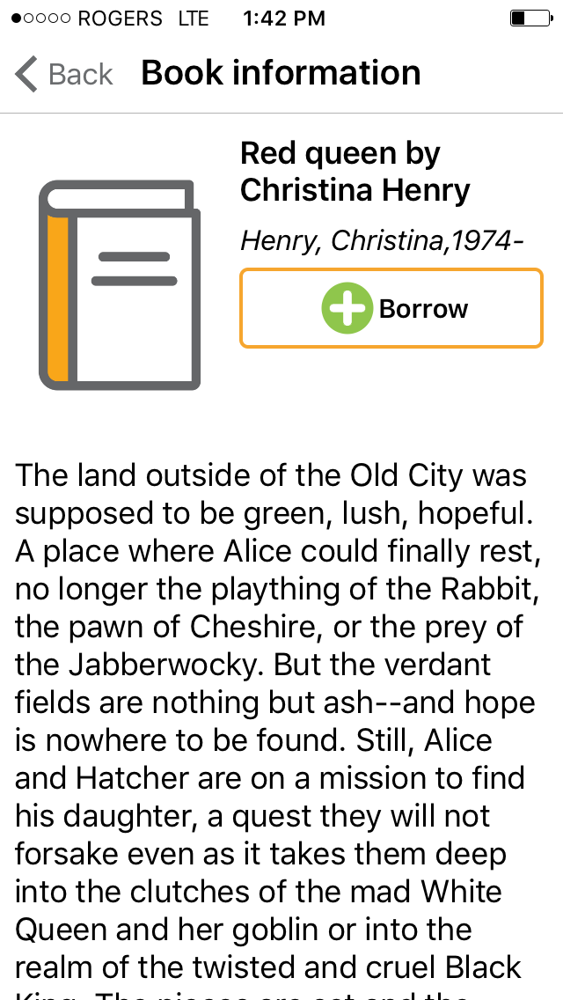 ROGERS LTE 1:42 PM
Back Book information
Red queen by
Christina Henry
Henry, Christina,1974-
Borrow
The land outside of the Old City was
supposed to be green, lush, hopeful.
A place where Alice could finally rest,
no longer the plaything of the Rabbit,
the pawn of Cheshire, or the prey of
the Jabberwocky. But the verdant
fields are nothing but ash--and hope
is nowhere to be found. Still, Alice
and Hatcher are on a mission to find
his daughter, a quest they will not
forsake even as it takes them deep
into the clutches of the mad White
Queen and her goblin or into the
realm of the twisted and cruel Black
King. The pieces are set and the